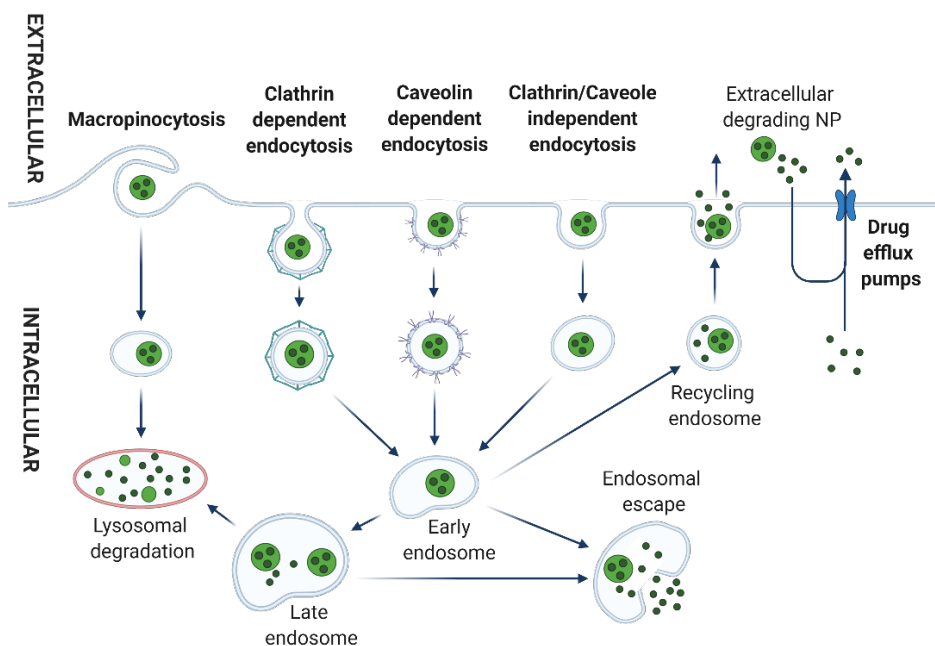 EXTRACELLULAR
Macropinocytosis
Clathrin
dependent
endocytosis
Caveolin
dependent
endocytosis
Clathrin/Caveole
independent
endocytosis
Extracellular
degrading NP
Drug
efflux
pumps
INTRACELLULAR
Recycling
endosome
Endosomal
escape
Lysosomal
degradation
Early
endosome
Late
endosome